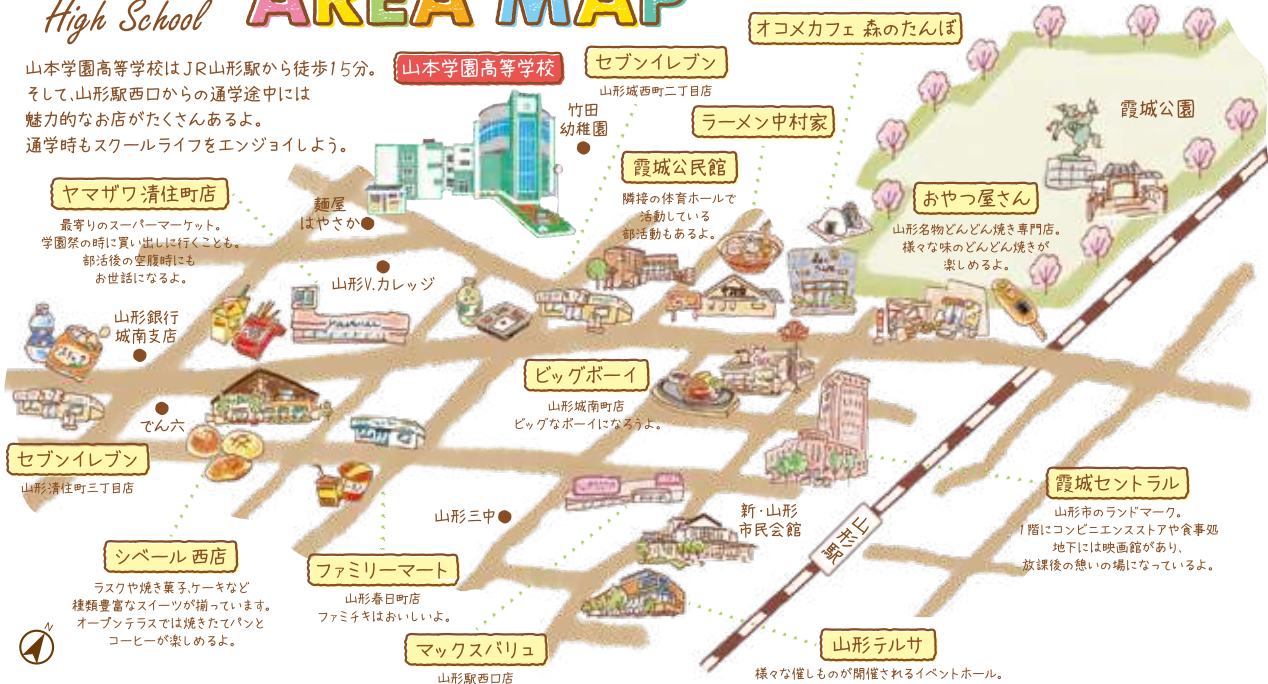 High School
AREA MAP
山本学園高等学校はJR山形駅から徒歩15分。
そして、山形駅西口からの通学途中には
魅力的なお店がたくさんあるよ。
通学時もスクールライフをエンジョイしよう。
山本学園高等学校
セブンイレブン
山形城西町二丁目店
オコメカフェ 森のたんぼ
竹田
幼稚園
ラーメン中村家
霞城公園
霞城公民館
隣接の体育ホールで
活動している
部活動もあるよ。
おやつ屋さん
山形名物どんどん焼き専門店。
様々な味のどんどん焼きが
楽しめるよ。
ヤマザワ清住町店
最寄りのスーパーマーケット。
学園祭の時に買い出しに行くことも。
部活後の空腹時にも
お世話になるよ。
麺屋
はやさか
山形V.カレッジ
山形銀行
城南支店
でん六
ビッグボーイ
山形城南町店
ビッグなボーイになろうよ。
セブンイレブン
山形清住町三丁目店
山形三中
新・山形
市民会館
山形駅
霞城セントラル
山形市のランドマーク。
1階にコンビニエンスストアや食事処
地下には映画館があり、
放課後の憩いの場になっているよ。
シベール 西店
ラスクや焼き菓子、ケーキなど
種類豊富なスイーツが揃っています。
オープンテラスでは焼きたてパンと
コーヒーが楽しめるよ。
ファミリーマート
山形春日町店
ファミチキはおいしいよ。
マックスバリュ
山形駅西口店
山形テルサ
様々な催しものが開催されるイベントホール。
N